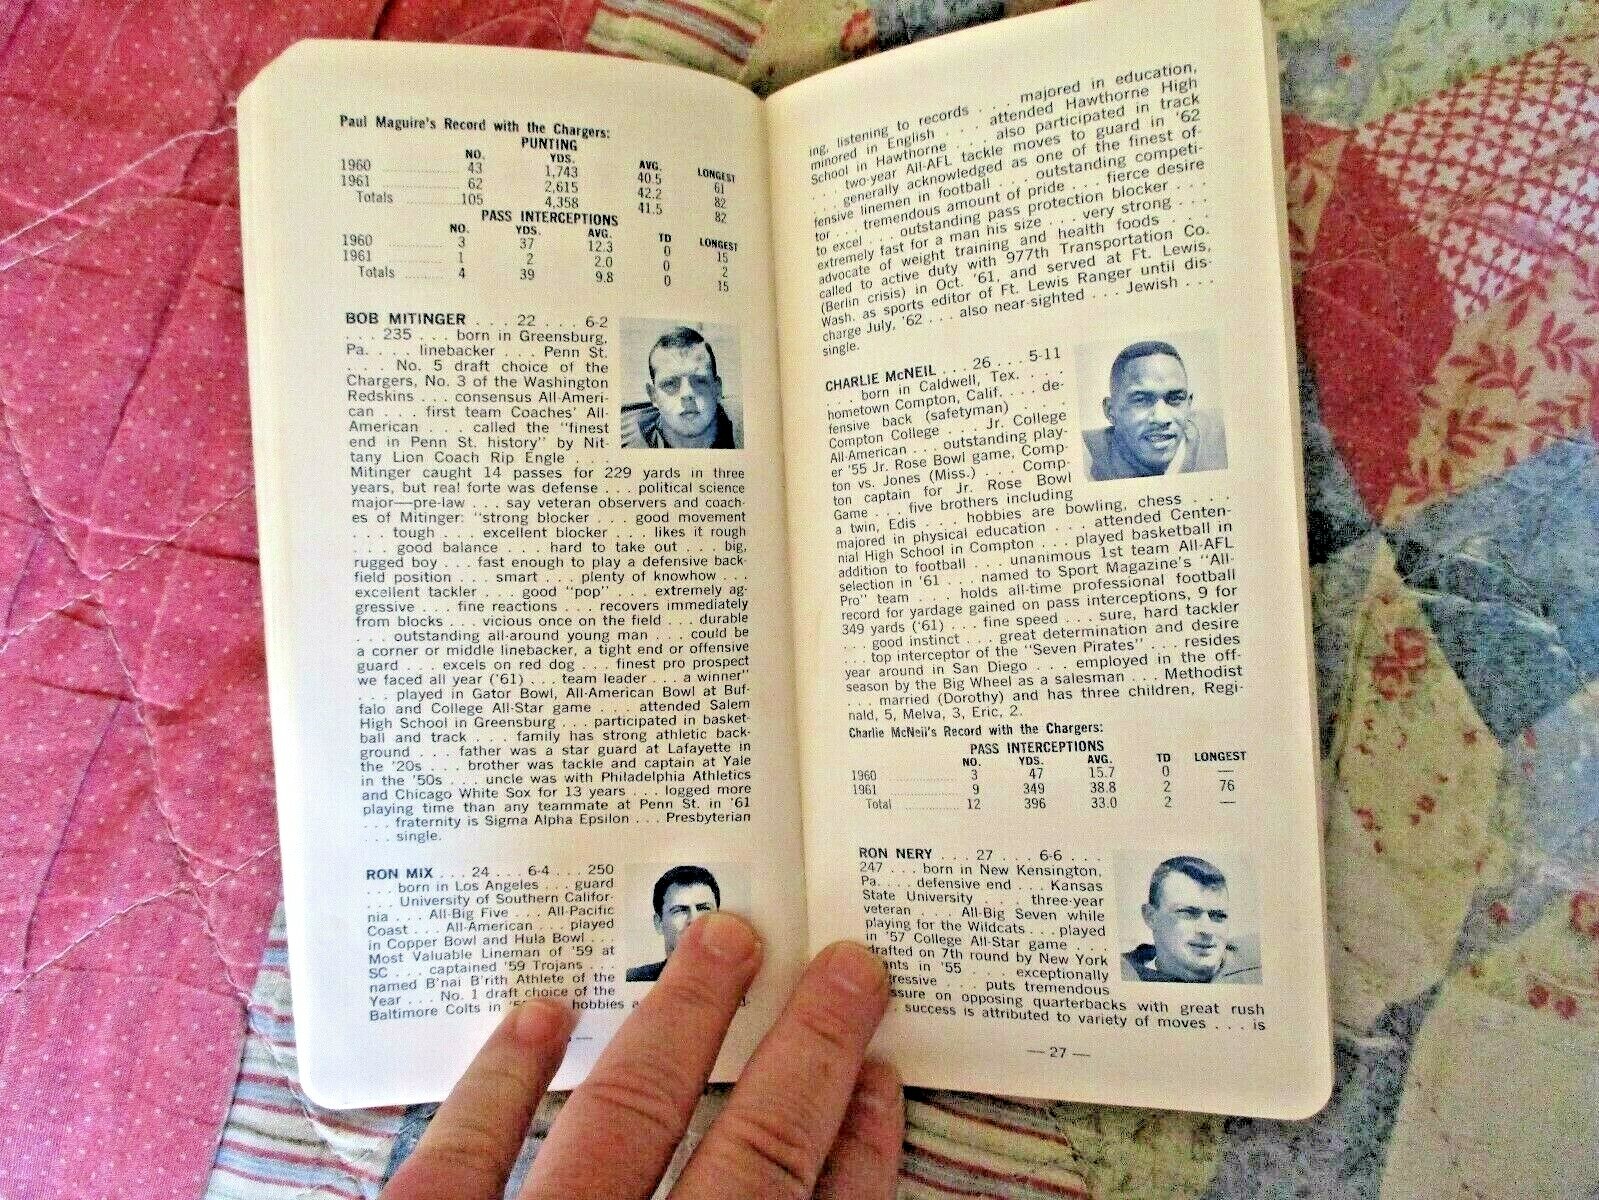 Paul Maguire's Record with the Chargers:
PUNTING
NO. YDS. AVG. LONGEST
1960 43 1,743 40.5 61
1961 62 2,615 42.2 82
Totals 105 4,358 41.5 82
PASS INTERCEPTIONS
NO. YDS. AVG. TD LONGEST
1960 3 37 12.3 0 15
1961 1 2 2.0 0 2
Totals 4 39 9.8 0 15
BOB MITINGER . . . 22 . . . 6-2
. . . 235 . . . born in Greensburg,
Pa. . . . linebacker . . . Penn St.
. . . No. 5 draft choice of the
Chargers, No. 3 of the Washington
Redskins . . . consensus All-Ameri-
can . . . first team Coaches' All-
American . . . called the "finest
end in Penn St. history" by Nit-
tany Lion Coach Rip Engle . . .
Mitinger caught 14 passes for 229 yards in three
years, but real forte was defense . . . political science
major—pre-law . . . say veteran observers and coach-
es of Mitinger: "strong blocker . . . good movement
. . . tough . . . excellent blocker . . . likes it rough
. . . good balance . . . hard to take out . . . big,
rugged boy . . . fast enough to play a defensive back-
field position . . . smart . . . plenty of knowhow . . .
excellent tackler . . . good "pop" . . . extremely ag-
gressive . . . fine reactions . . . recovers immediately
from blocks . . . vicious once on the field . . . durable
. . . outstanding all-around young man . . . could be
a corner or middle linebacker, a tight end or offensive
guard . . . excels on red dog . . . finest pro prospect
we faced all year ('61) . . . team leader . . . a winner"
. . . played in Gator Bowl, All-American Bowl at Buf-
falo and College All-Star game . . . attended Salem
High School in Greensburg . . . participated in basket-
ball and track . . . family has strong athletic back-
ground . . . father was a star guard at Lafayette in
the '20s . . . brother was tackle and captain at Yale
in the '50s . . . uncle was with Philadelphia Athletics
and Chicago White Sox for 13 years . . . logged more
playing time than any teammate at Penn St. in '61
. . . fraternity is Sigma Alpha Epsilon . . . Presbyterian
. . . single.
RON MIX . . . 24 . . . 6-4 . . . 250
. . . born in Los Angeles . . . guard
. . . University of Southern Califor-
nia . . . All-Big Five . . . All-Pacific
Coast . . . All-American . . . played
in Copper Bowl and Hula Bowl . . .
Most Valuable Lineman of '59 at
SC . . . captained '59 Trojans . . .
named B'nai B'rith Athlete of the
Year . . . No. 1 draft choice of the
Baltimore Colts in hobbies
ing, listening to records . . . majored in education,
minored in English . . . attended Hawthorne High
School in Hawthorne . . . also participated in track
. . . two-year All-AFL tackle moves to guard in '62
. . . generally acknowledged as one of the finest of-
fensive linemen in football . . . outstanding competi-
tor . . . tremendous amount of pride . . . fierce desire
to excel . . . outstanding pass protection blocker . . .
extremely fast for a man his size . . . very strong . . .
advocate of weight training and health foods . . .
called to active duty with 977th Transportation Co.
(Berlin crisis) in Oct. '61, and served at Ft. Lewis,
Wash. as sports editor of Ft. Lewis Ranger until dis-
charge July, '62 . . . also near-sighted . . . Jewish . . .
single.
CHARLIE McNEIL . . . 26 . . . 5-11
. . . born in Caldwell, Tex. . . .
hometown Compton, Calif. . . . de-
fensive back (safetyman) . . .
Compton College . . . Jr. College
All-American . . . outstanding play-
er '55 Jr. Rose Bowl game, Comp-
ton vs. Jones (Miss.) . . . Comp-
ton captain for Jr. Rose Bowl
Game . . . five brothers including
a twin, Edis . . . hobbies are bowling, chess . . .
majored in physical education . . . attended Centen-
nial High School in Compton . . . played basketball in
addition to football . . . unanimous 1st team All-AFL
selection in '61 . . . named to Sport Magazine's "All-
Pro" team . . . holds all-time professional football
record for yardage gained on pass interceptions, 9 for
349 yards ('61) . . . fine speed . . . sure, hard tackler
. . . good instinct . . . great determination and desire
. . . top interceptor of the "Seven Pirates" . . . resides
year around in San Diego . . . employed in the off-
season by the Big Wheel as a salesman . . . Methodist
. . . married (Dorothy) and has three children, Regi-
nald, 5, Melva, 3, Eric, 2.
Charlie McNeil's Record with the Chargers:
PASS INTERCEPTIONS
NO. YDS. AVG. TD LONGEST
1960 3 47 15.7 0 —
1961 9 349 38.8 2 76
Total 12 396 33.0 2 —
RON NERY . . . 27 . . . 6-6 . . .
247 . . . born in New Kensington,
Pa. . . . defensive end . . . Kansas
State University . . . three-year
veteran . . . All-Big Seven while
playing for the Wildcats . . . played
in '57 College All-Star game . . .
drafted on 7th round by New York
in '55 . . . exceptionally
. . . puts tremendous
on opposing quarterbacks with great rush
. . . success is attributed to variety of moves . . . is
— 27 —